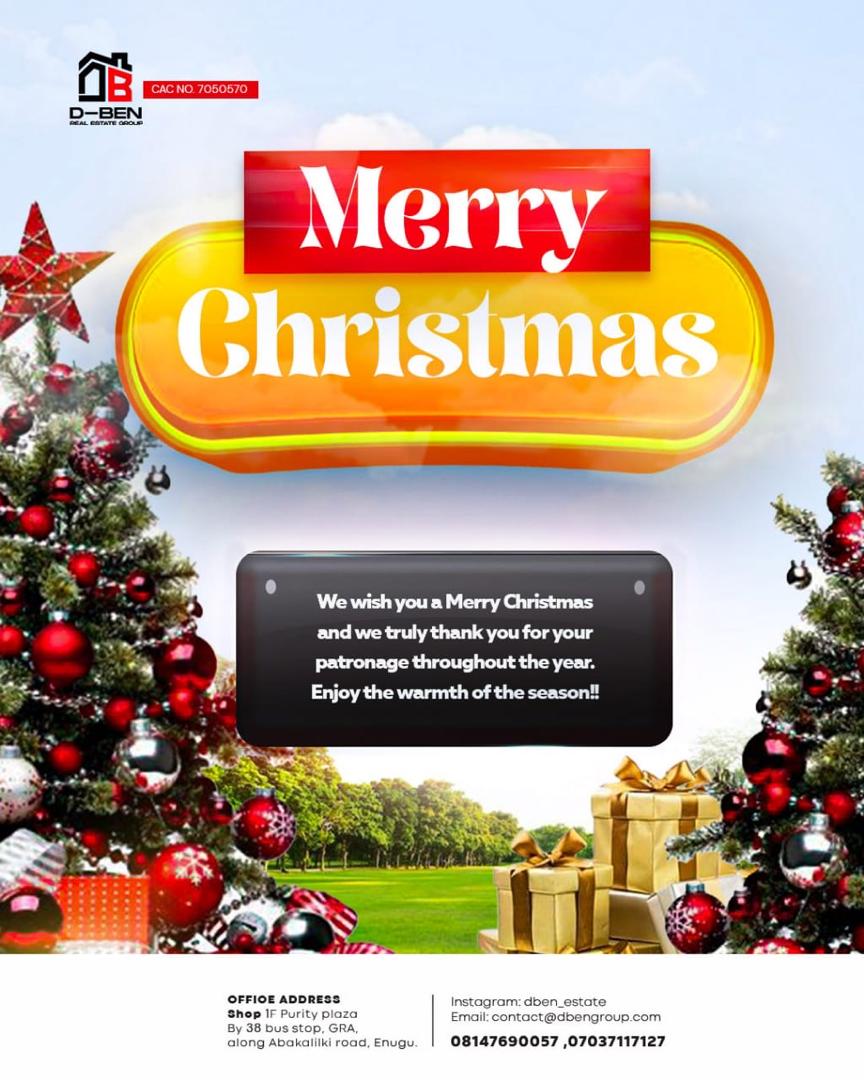 D-BEN
REAL ESTATE GROUP
CAC NO. 7050570
Merry
Christmas
We wish you a Merry Christmas
and we truly thank you for your
patronage throughout the year.
Enjoy the warmth of the season!!
OFFIOE ADDRESS
Shop 1F Purity plaza
By 38 bus stop, GRA,
along Abakalilki road, Enugu.
Instagram: dben_estate
Email: contact@dbengroup.com
08147690057 ,07037117127